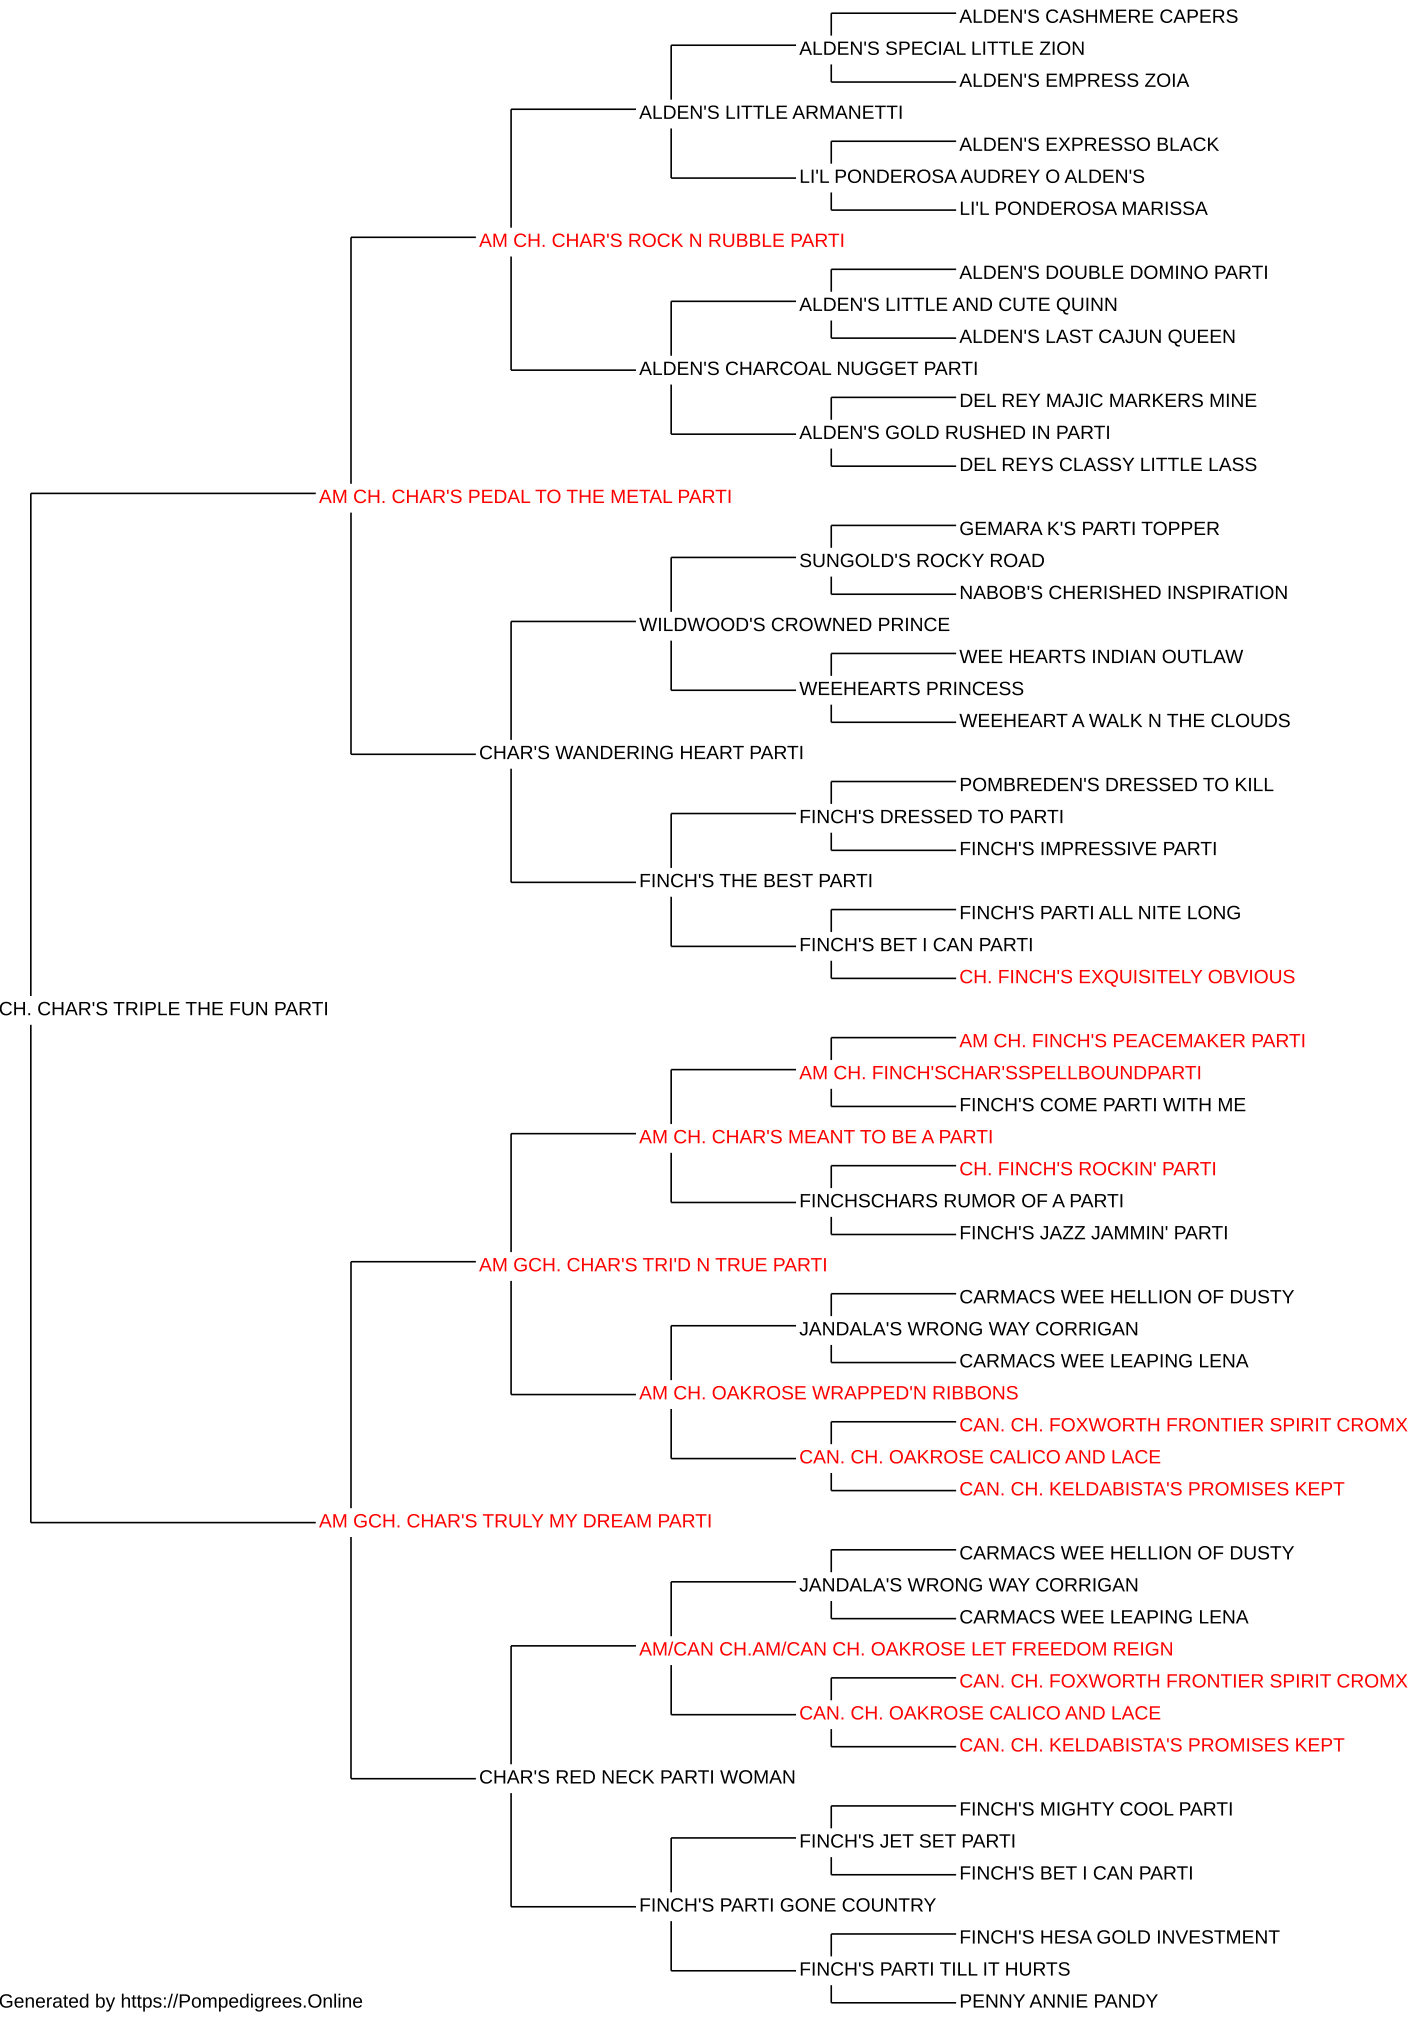 ALDEN'S CASHMERE CAPERS
ALDEN'S SPECIAL LITTLE ZION
ALDEN'S EMPRESS ZOIA
ALDEN'S LITTLE ARMANETTI
ALDEN'S EXPRESSO BLACK
LI'L PONDEROSA AUDREY O ALDEN'S
LI'L PONDEROSA MARISSA
AM CH. CHAR'S ROCK N RUBBLE PARTI
ALDEN'S DOUBLE DOMINO PARTI
ALDEN'S LITTLE AND CUTE QUINN
ALDEN'S LAST CAJUN QUEEN
ALDEN'S CHARCOAL NUGGET PARTI
DEL REY MAJIC MARKERS MINE
ALDEN'S GOLD RUSHED IN PARTI
DEL REYS CLASSY LITTLE LASS
AM CH. CHAR'S PEDAL TO THE METAL PARTI
GEMARA K'S PARTI TOPPER
SUNGOLD'S ROCKY ROAD
NABOB'S CHERISHED INSPIRATION
WILDWOOD'S CROWNED PRINCE
WEE HEARTS INDIAN OUTLAW
WEEHEARTS PRINCESS
WEEHEART A WALK N THE CLOUDS
CHAR'S WANDERING HEART PARTI
POMBREDEN'S DRESSED TO KILL
FINCH'S DRESSED TO PARTI
FINCH'S IMPRESSIVE PARTI
FINCH'S THE BEST PARTI
FINCH'S PARTI ALL NITE LONG
FINCH'S BET I CAN PARTI
CH. FINCH'S EXQUISITELY OBVIOUS
CH. CHAR'S TRIPLE THE FUN PARTI
AM CH. FINCH'S PEACEMAKER PARTI
AM CH. FINCH'SCHAR'SSPELLBOUNDPARTI
FINCH'S COME PARTI WITH ME
AM CH. CHAR'S MEANT TO BE A PARTI
CH. FINCH'S ROCKIN' PARTI
FINCHSCHARS RUMOR OF A PARTI
FINCH'S JAZZ JAMMIN' PARTI
AM GCH. CHAR'S TRI'D N TRUE PARTI
CARMACS WEE HELLION OF DUSTY
JANDALA'S WRONG WAY CORRIGAN
CARMACS WEE LEAPING LENA
AM CH. OAKROSE WRAPPED'N RIBBONS
CAN. CH. FOXWORTH FRONTIER SPIRIT CROMX
CAN. CH. OAKROSE CALICO AND LACE
CAN. CH. KELDABISTA'S PROMISES KEPT
AM GCH. CHAR'S TRULY MY DREAM PARTI
CARMACS WEE HELLION OF DUSTY
JANDALA'S WRONG WAY CORRIGAN
CARMACS WEE LEAPING LENA
AM/CAN CH.AM/CAN CH. OAKROSE LET FREEDOM REIGN
CAN. CH. FOXWORTH FRONTIER SPIRIT CROMX
CAN. CH. OAKROSE CALICO AND LACE
CAN. CH. KELDABISTA'S PROMISES KEPT
CHAR'S RED NECK PARTI WOMAN
FINCH'S MIGHTY COOL PARTI
FINCH'S JET SET PARTI
FINCH'S BET I CAN PARTI
FINCH'S PARTI GONE COUNTRY
FINCH'S HESA GOLD INVESTMENT
FINCH'S PARTI TILL IT HURTS
PENNY ANNIE PANDY
Generated by https://Pompedigrees.Online